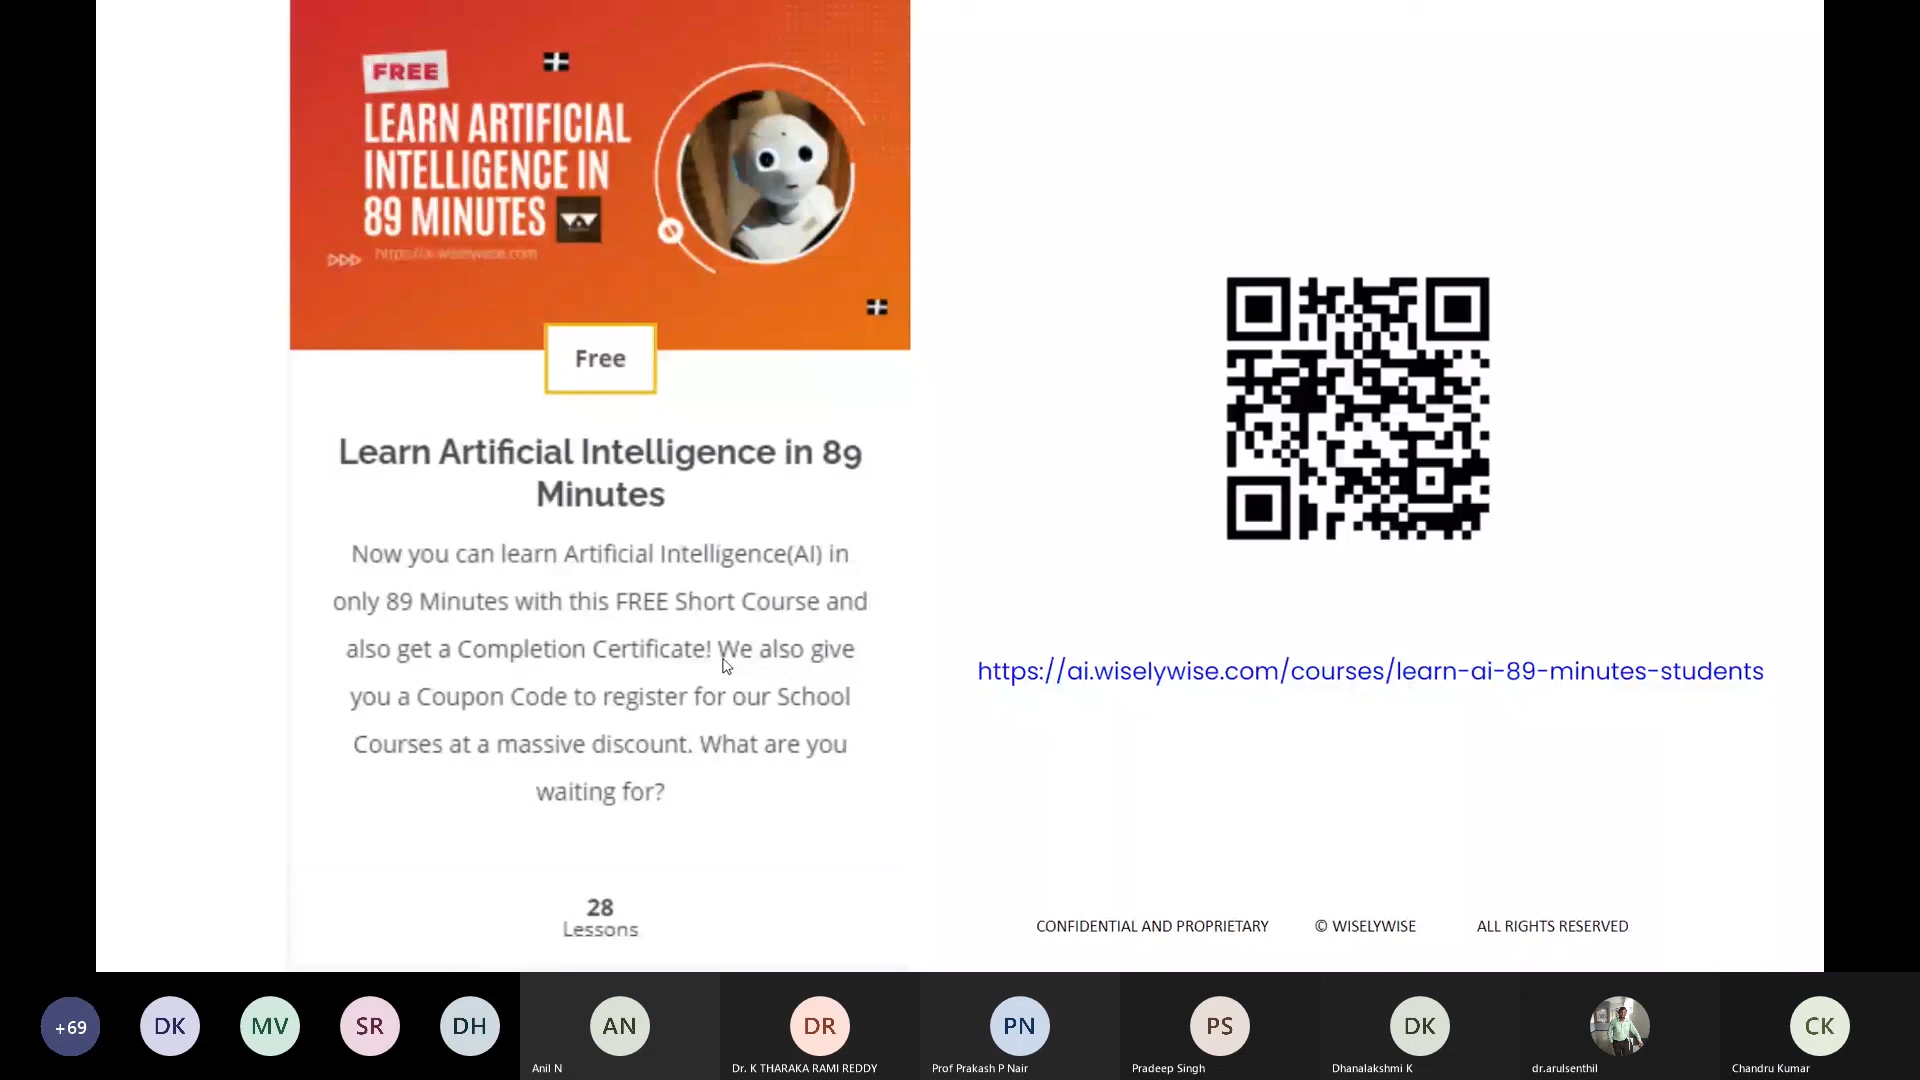 FREE
LEARN ARTIFICIAL
INTELLIGENCE IN
89 MINUTES
https://ai.wiselywise.com
Free
Learn Artificial Intelligence in 89
Minutes
Now you can learn Artificial Intelligence(AI) in
only 89 Minutes with this FREE Short Course and
also get a Completion Certificate! We also give
you a Coupon Code to register for our School
Courses at a massive discount. What are you
waiting for?
28
Lessons
https://ai.wiselywise.com/courses/learn-ai-89-minutes-students
CONFIDENTIAL AND PROPRIETARY © WISELYWISE ALL RIGHTS RESERVED
+69 DK MV SR DH AN DR PN PS DK CK
Anil N Dr. K THARAKA RAMI REDDY Prof Prakash P Nair Pradeep Singh Dhanalakshmi K dr.arulsenthil Chandru Kumar